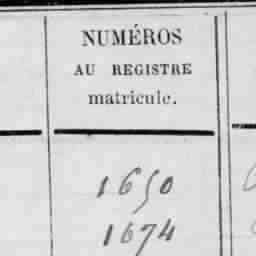 NUMÉROS
AU REGISTRE
matricule.
1650
1674